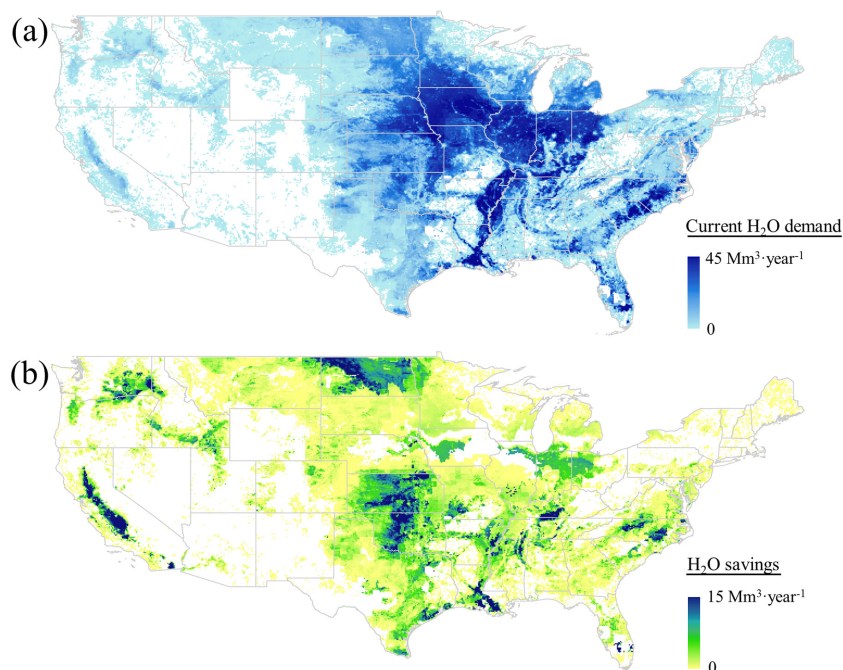 (a)
Current H₂O demand
45 Mm³·year⁻¹
0
(b)
H₂O savings
15 Mm³·year⁻¹
0